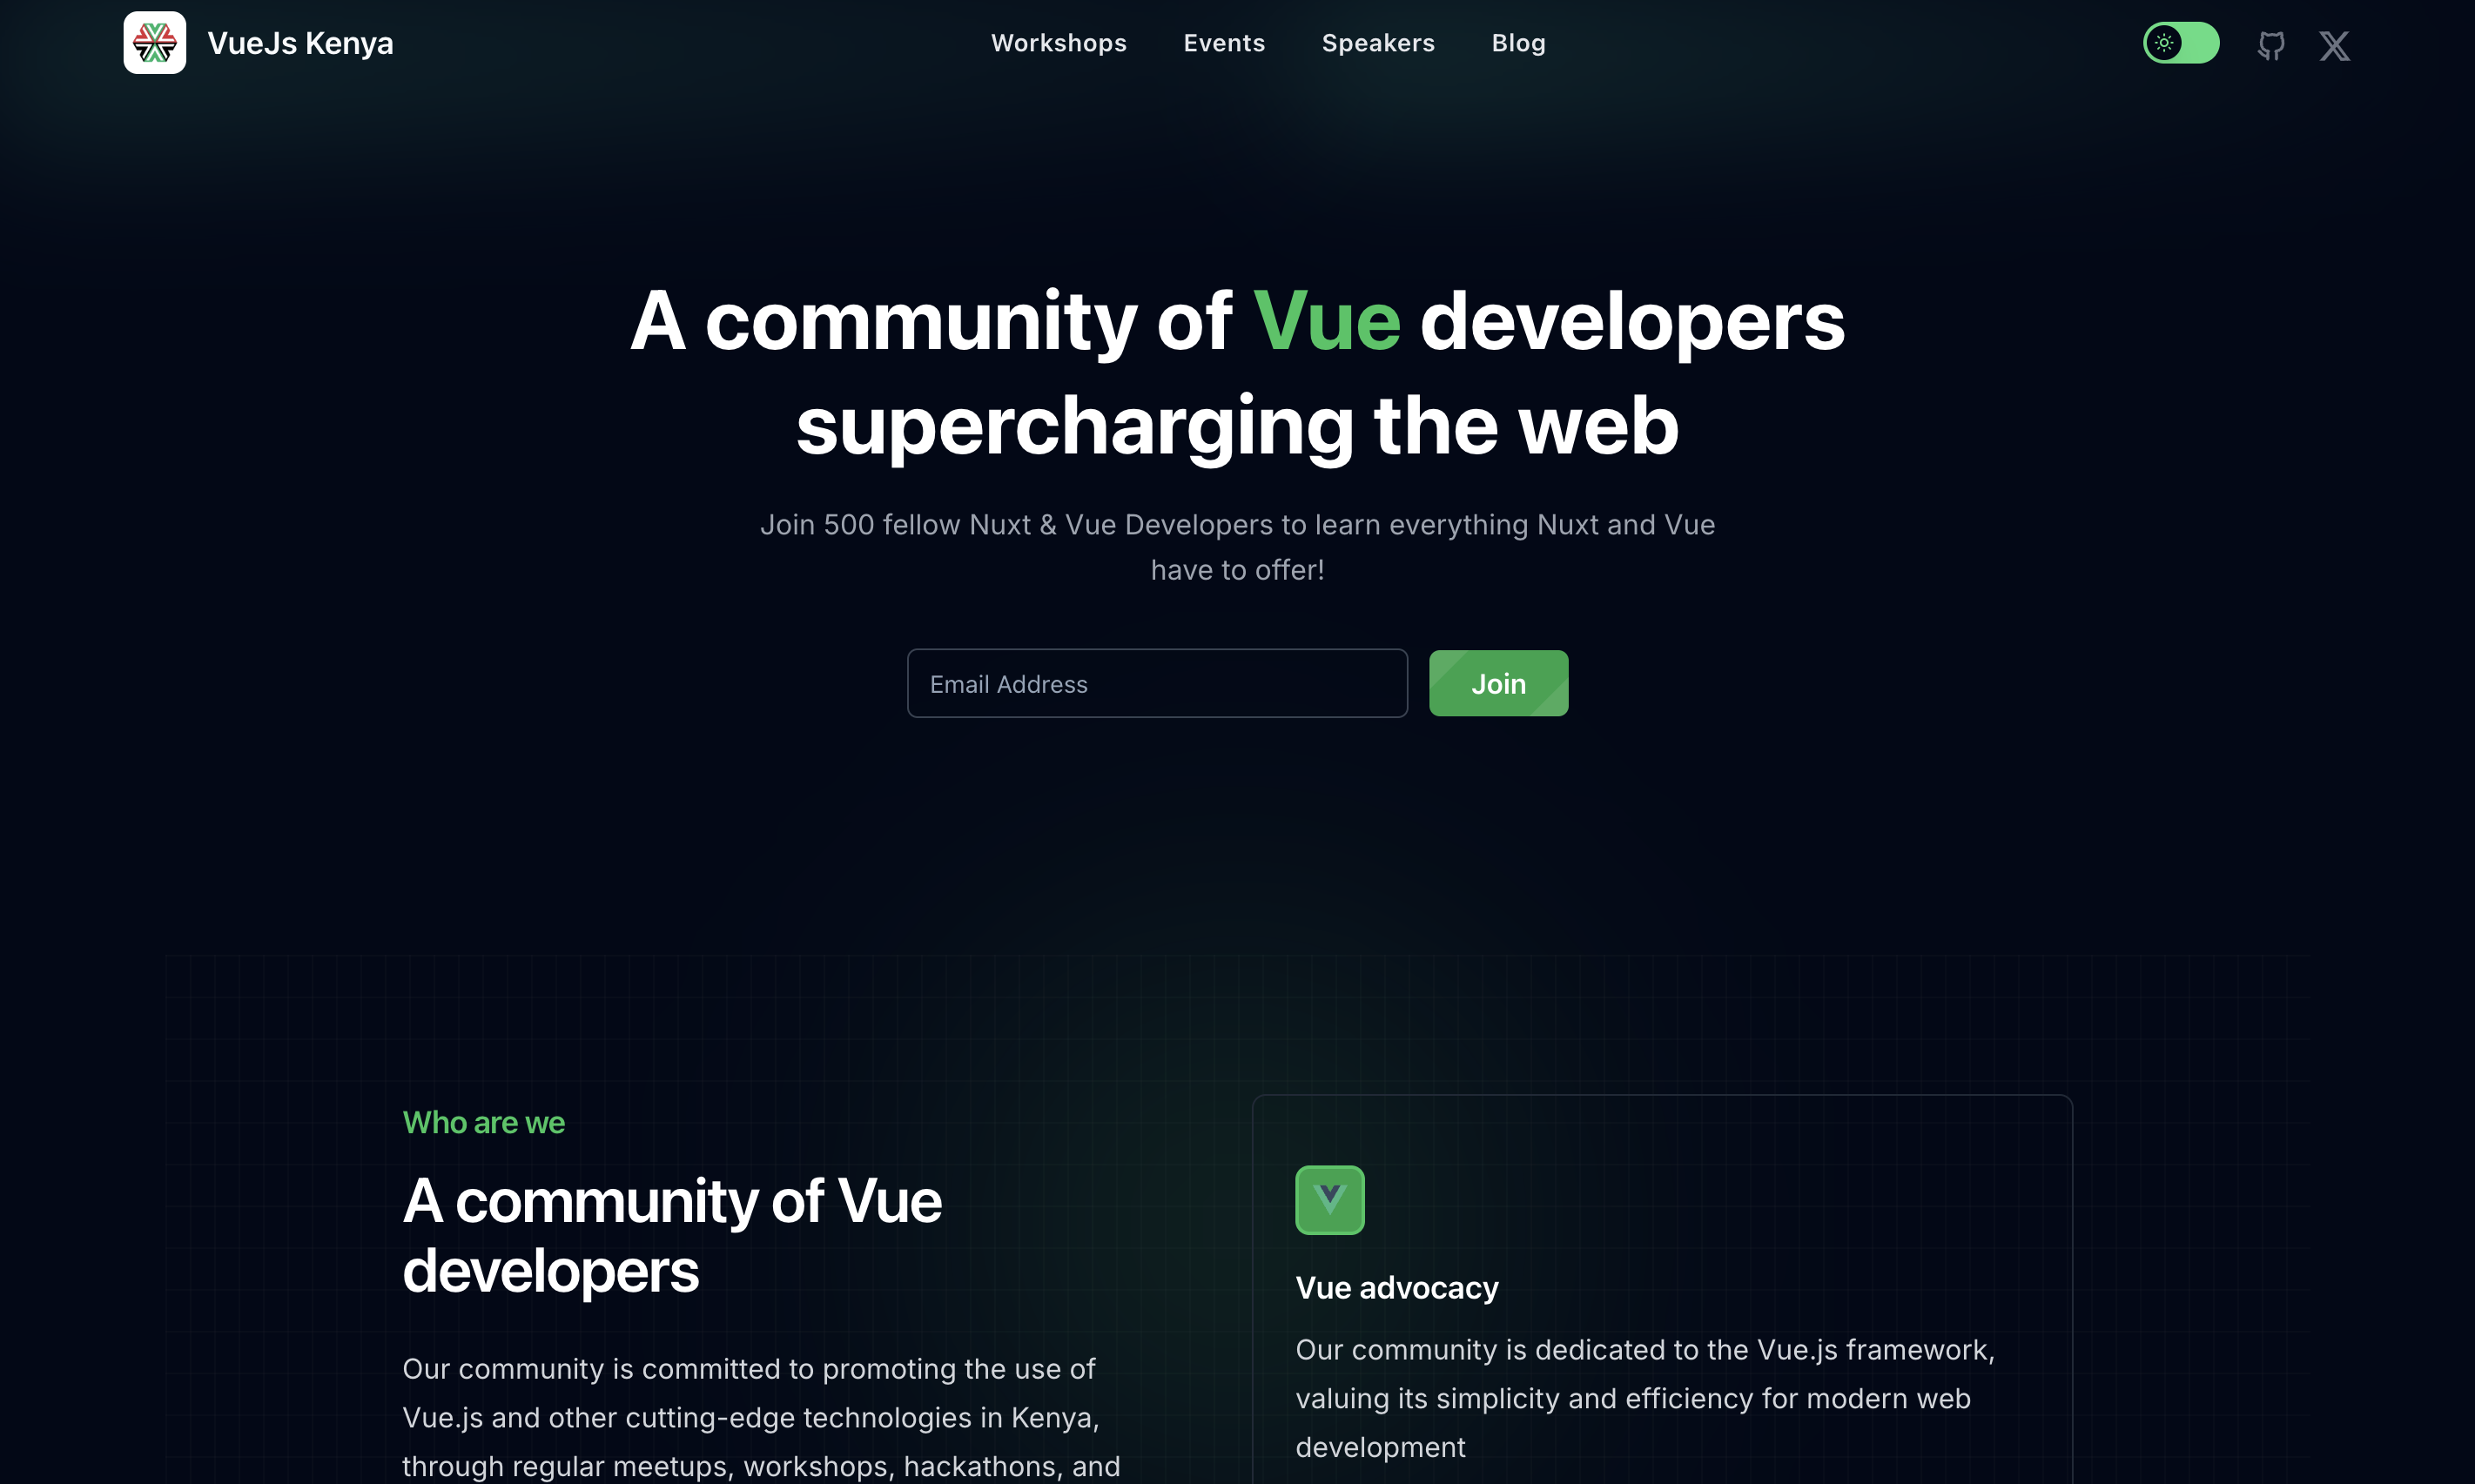 VueJs Kenya
Workshops
Events
Speakers
Blog
A community of Vue developers
supercharging the web
Join 500 fellow Nuxt & Vue Developers to learn everything Nuxt and Vue
have to offer!
Email Address
Join
Who are we
A community of Vue
developers
Our community is committed to promoting the use of
Vue.js and other cutting-edge technologies in Kenya,
through regular meetups, workshops, hackathons, and
Vue advocacy
Our community is dedicated to the Vue.js framework,
valuing its simplicity and efficiency for modern web
development